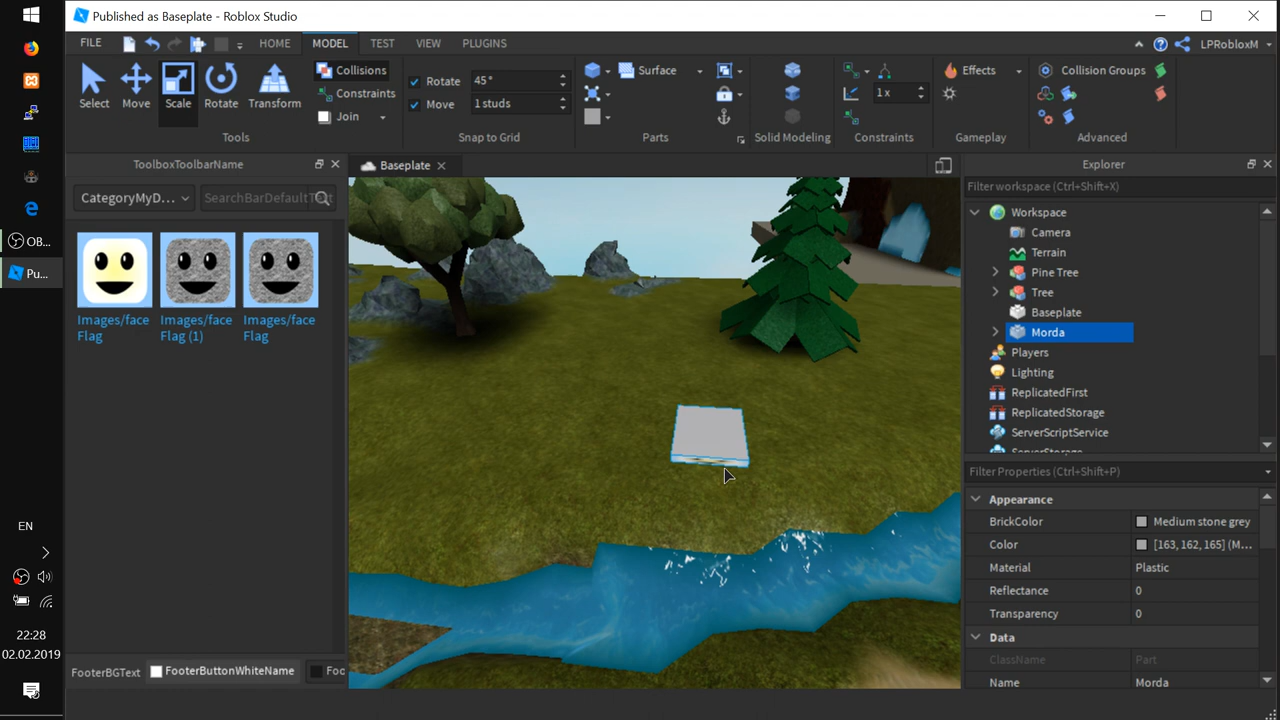 Published as Baseplate - Roblox Studio
FILE HOME MODEL TEST VIEW PLUGINS LPRobloxM
Select Move Scale Rotate Transform
Collisions
Constraints
Join
Tools
Rotate 45°
Move 1 studs
Snap to Grid
Surface
Parts
Solid Modeling
1 x
Constraints
Effects
Gameplay
Collision Groups
Advanced
ToolboxToolbarName
CategoryMyD... SearchBarDefaultText
Images/face
Flag
Images/face
Flag (1)
Images/face
Flag
FooterBGText FooterButtonWhiteName Foo
Baseplate
Explorer
Filter workspace (Ctrl+Shift+X)
Workspace
Camera
Terrain
Pine Tree
Tree
Baseplate
Morda
Players
Lighting
ReplicatedFirst
ReplicatedStorage
ServerScriptService
ServerStorage
Filter Properties (Ctrl+Shift+P)
Appearance
BrickColor Medium stone grey
Color [163, 162, 165] (M...
Material Plastic
Reflectance 0
Transparency 0
Data
ClassName Part
Name Morda
OB...
Pu...
EN
22:28
02.02.2019